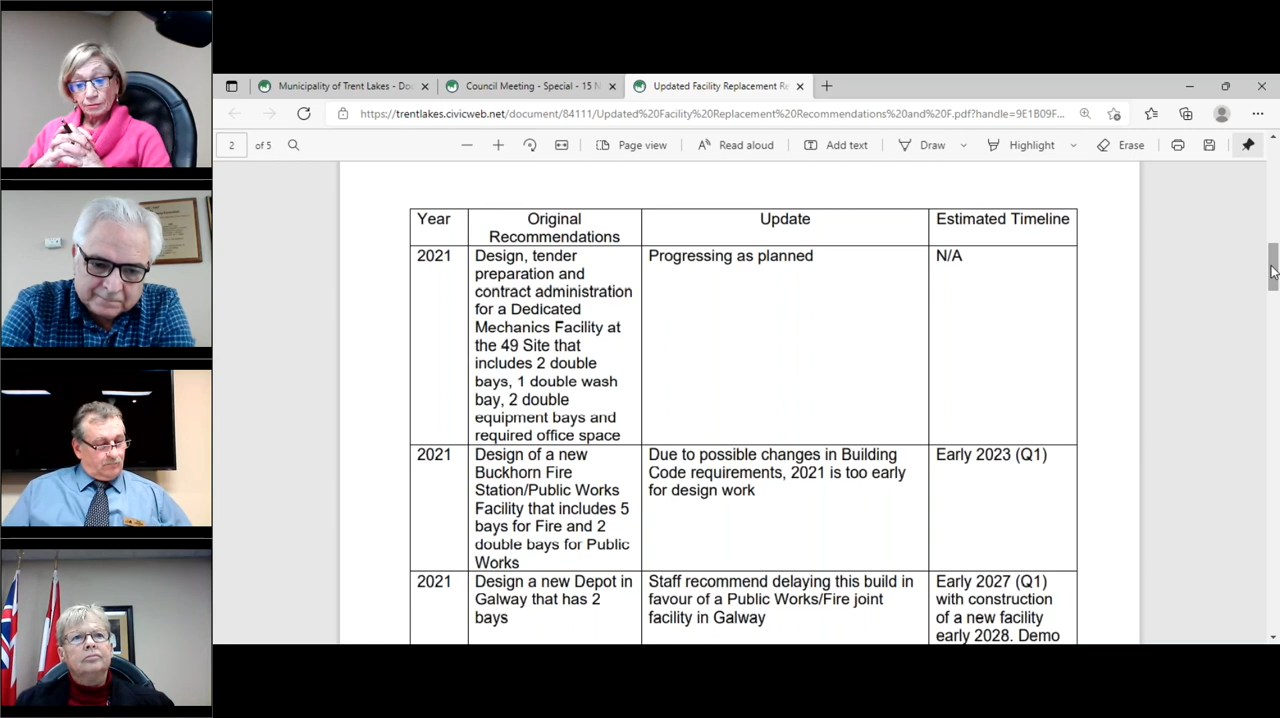 Municipality of Trent Lakes - Doc
Council Meeting - Special - 15 N
Updated Facility Replacement Re
https://trentlakes.civicweb.net/document/84111/Updated%20Facility%20Replacement%20Recommendations%20and%20F.pdf?handle=9E1B09F...
2 of 5
Page view
Read aloud
Add text
Draw
Highlight
Erase
Year
Original
Recommendations
Update
Estimated Timeline
2021
Design, tender
preparation and
contract administration
for a Dedicated
Mechanics Facility at
the 49 Site that
includes 2 double
bays, 1 double wash
bay, 2 double
equipment bays and
required office space
Progressing as planned
N/A
2021
Design of a new
Buckhorn Fire
Station/Public Works
Facility that includes 5
bays for Fire and 2
double bays for Public
Works
Due to possible changes in Building
Code requirements, 2021 is too early
for design work
Early 2023 (Q1)
2021
Design a new Depot in
Galway that has 2
bays
Staff recommend delaying this build in
favour of a Public Works/Fire joint
facility in Galway
Early 2027 (Q1)
with construction
of a new facility
early 2028. Demo